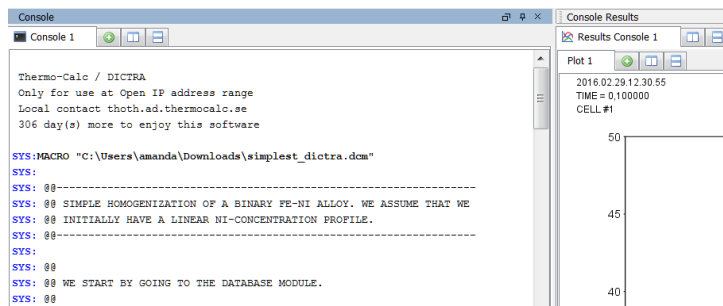 Console
Console 1
Thermo-Calc / DICTRA
Only for use at Open IP address range
Local contact thoth.ad.thermocalc.se
306 day(s) more to enjoy this software
SYS:MACRO "C:\Users\amanda\Downloads\simplest_dictra.dcm"
SYS:
SYS: @@---------------------------------------------------------------
SYS: @@ SIMPLE HOMOGENIZATION OF A BINARY FE-NI ALLOY. WE ASSUME THAT WE
SYS: @@ INITIALLY HAVE A LINEAR NI-CONCENTRATION PROFILE.
SYS: @@---------------------------------------------------------------
SYS:
SYS: @@
SYS: @@ WE START BY GOING TO THE DATABASE MODULE.
SYS: @@
Console Results
Results Console 1
Plot 1
2016.02.29.12.30.55
TIME = 0,100000
CELL #1
50
45
40